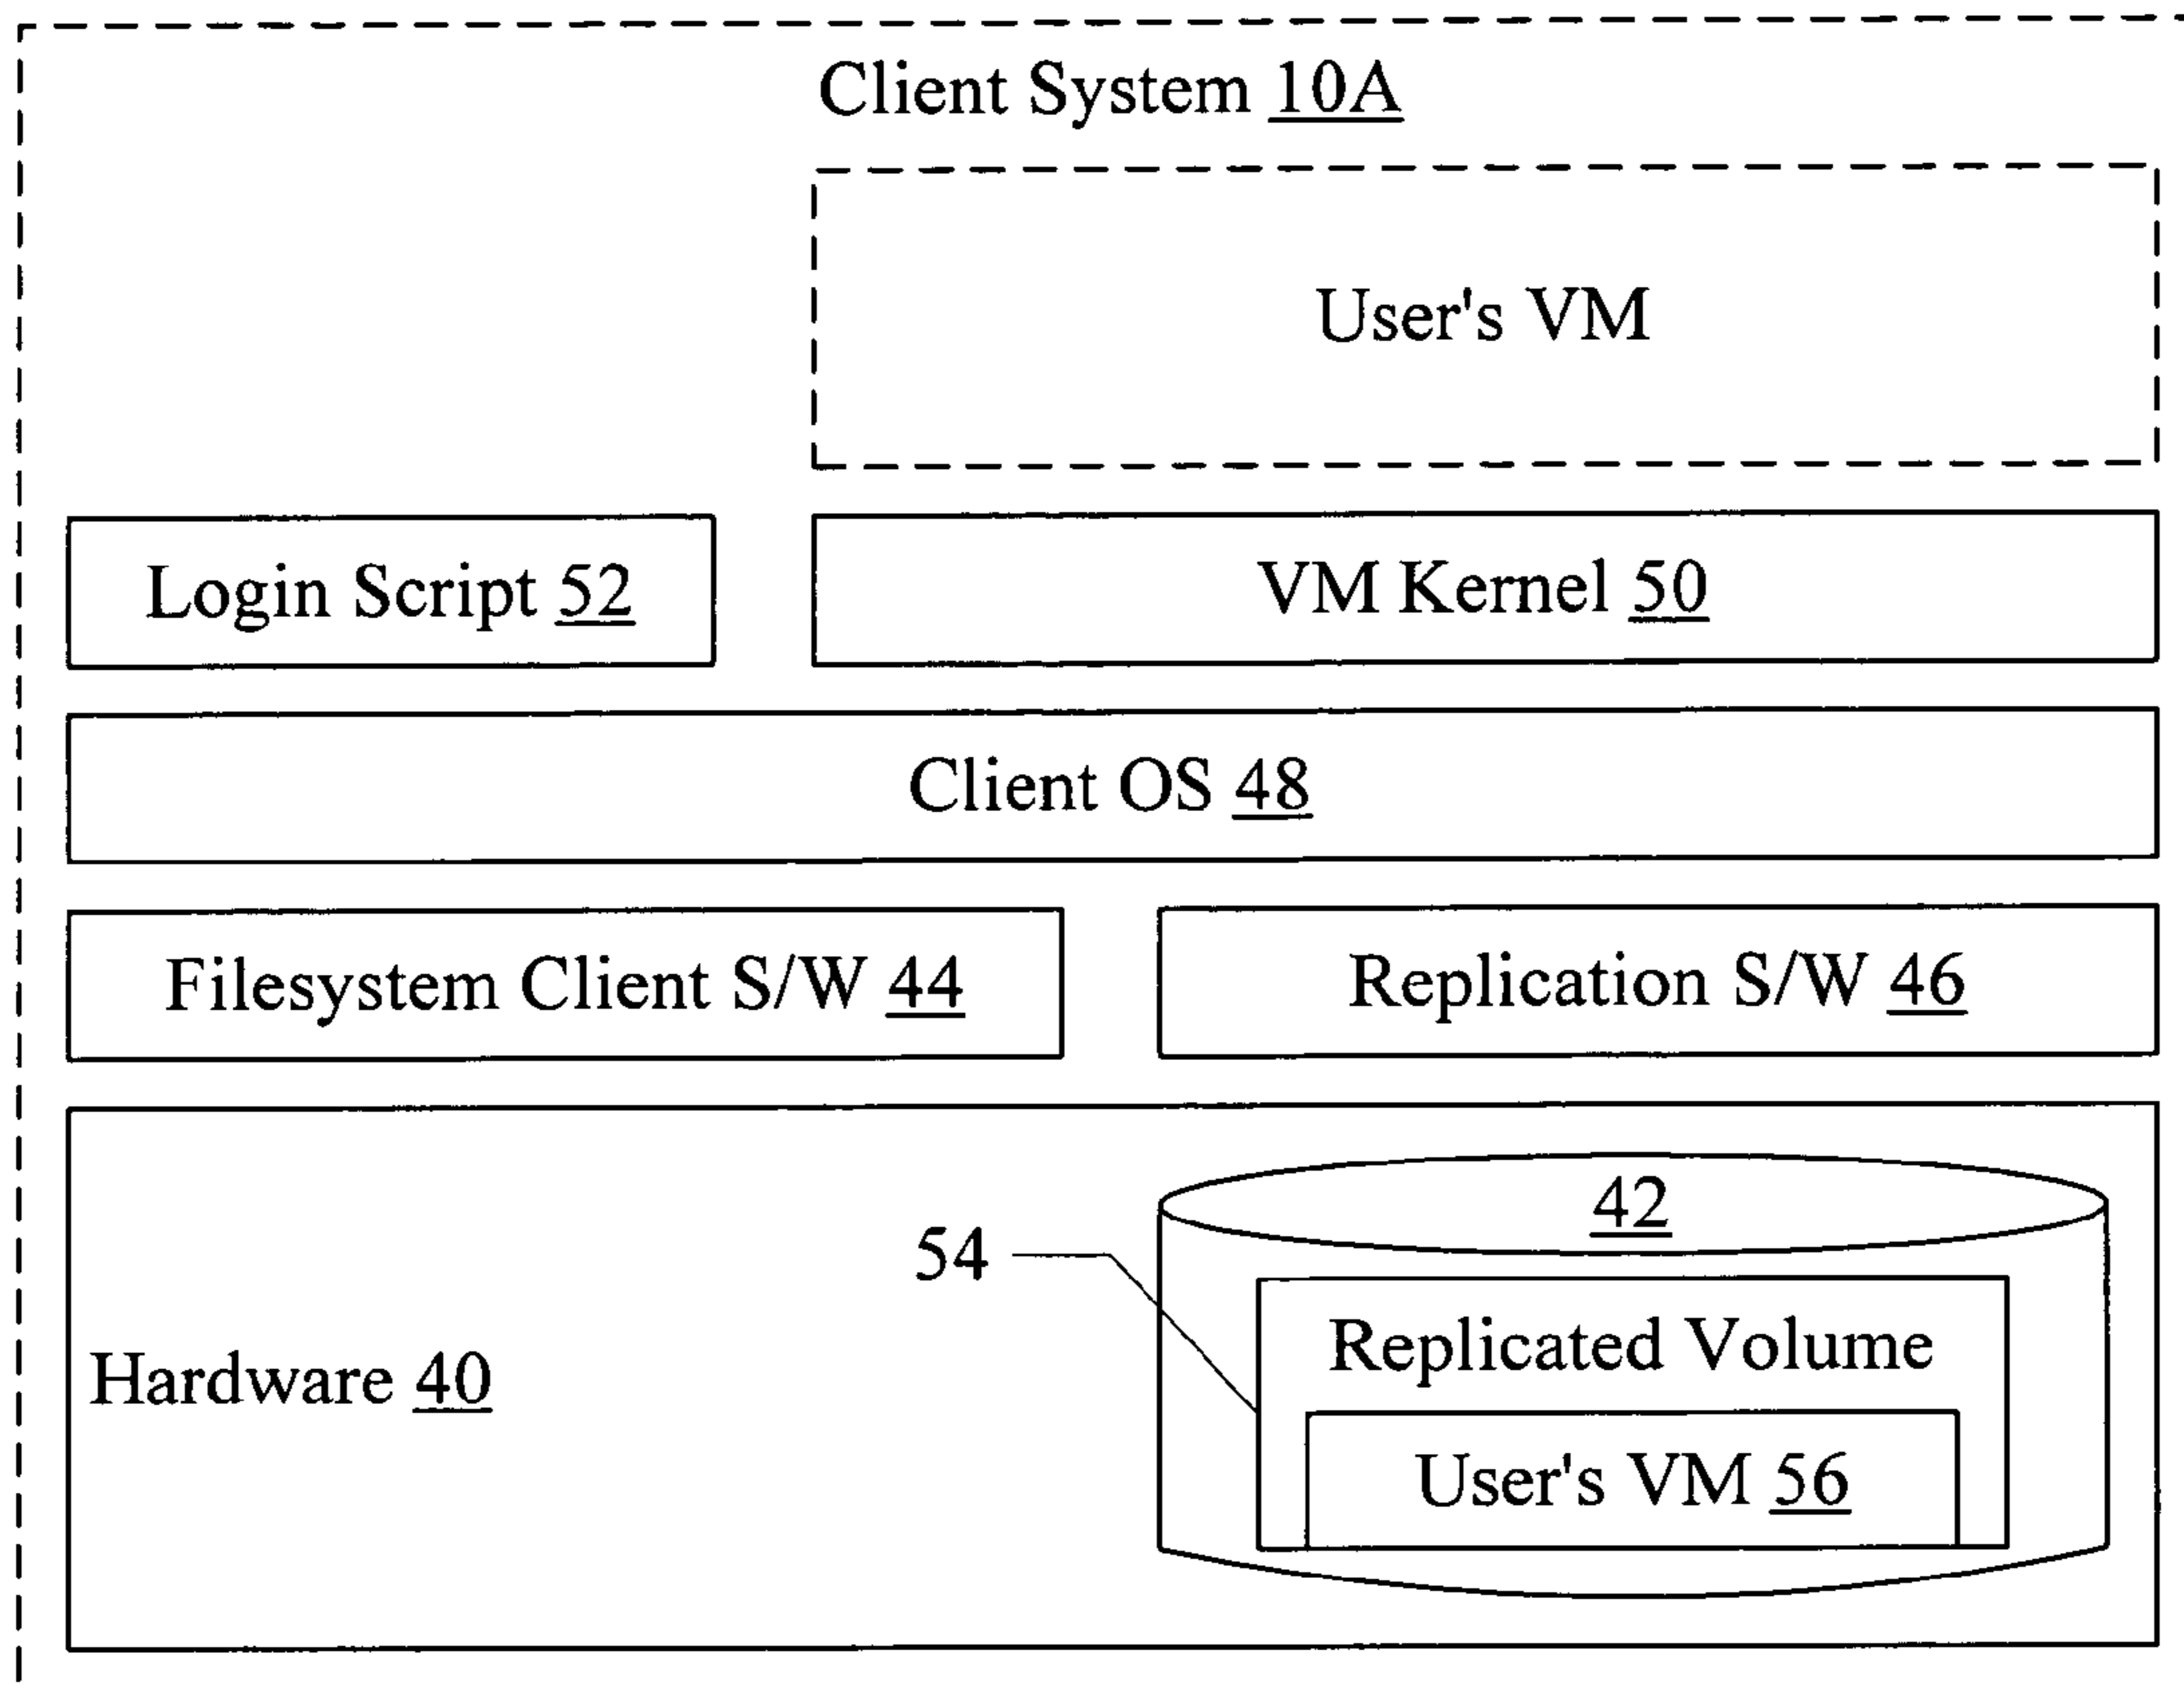 Client System 10A
User's VM
Login Script 52
VM Kernel 50
Client OS 48
Filesystem Client S/W 44
Replication S/W 46
42
54
Replicated Volume
Hardware 40
User's VM 56